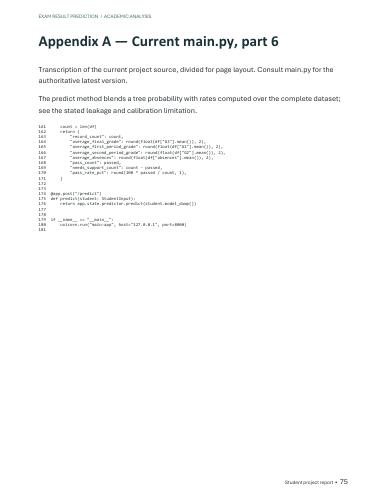 EXAM RESULT PREDICTION / ACADEMIC ANALYSIS
Appendix A — Current main.py, part 6
Transcription of the current project source, divided for page layout. Consult main.py for the
authoritative latest version.
The predict method blends a tree probability with rates computed over the complete dataset;
see the stated leakage and calibration limitation.
161 count = len(df)
162 return {
163 "record_count": count,
164 "average_final_grade": round(float(df["G3"].mean()), 2),
165 "average_first_period_grade": round(float(df["G1"].mean()), 2),
166 "average_second_period_grade": round(float(df["G2"].mean()), 2),
167 "average_absences": round(float(df["absences"].mean()), 2),
168 "pass_count": passed,
169 "needs_support_count": count - passed,
170 "pass_rate_pct": round(100 * passed / count, 1),
171 }
172
173
174 @app.post("/predict")
175 def predict(student: StudentInput):
176 return app.state.predictor.predict(student.model_dump())
177
178
179 if __name__ == "__main__":
180 uvicorn.run("main:app", host="127.0.0.1", port=8000)
181
Student project report • 75